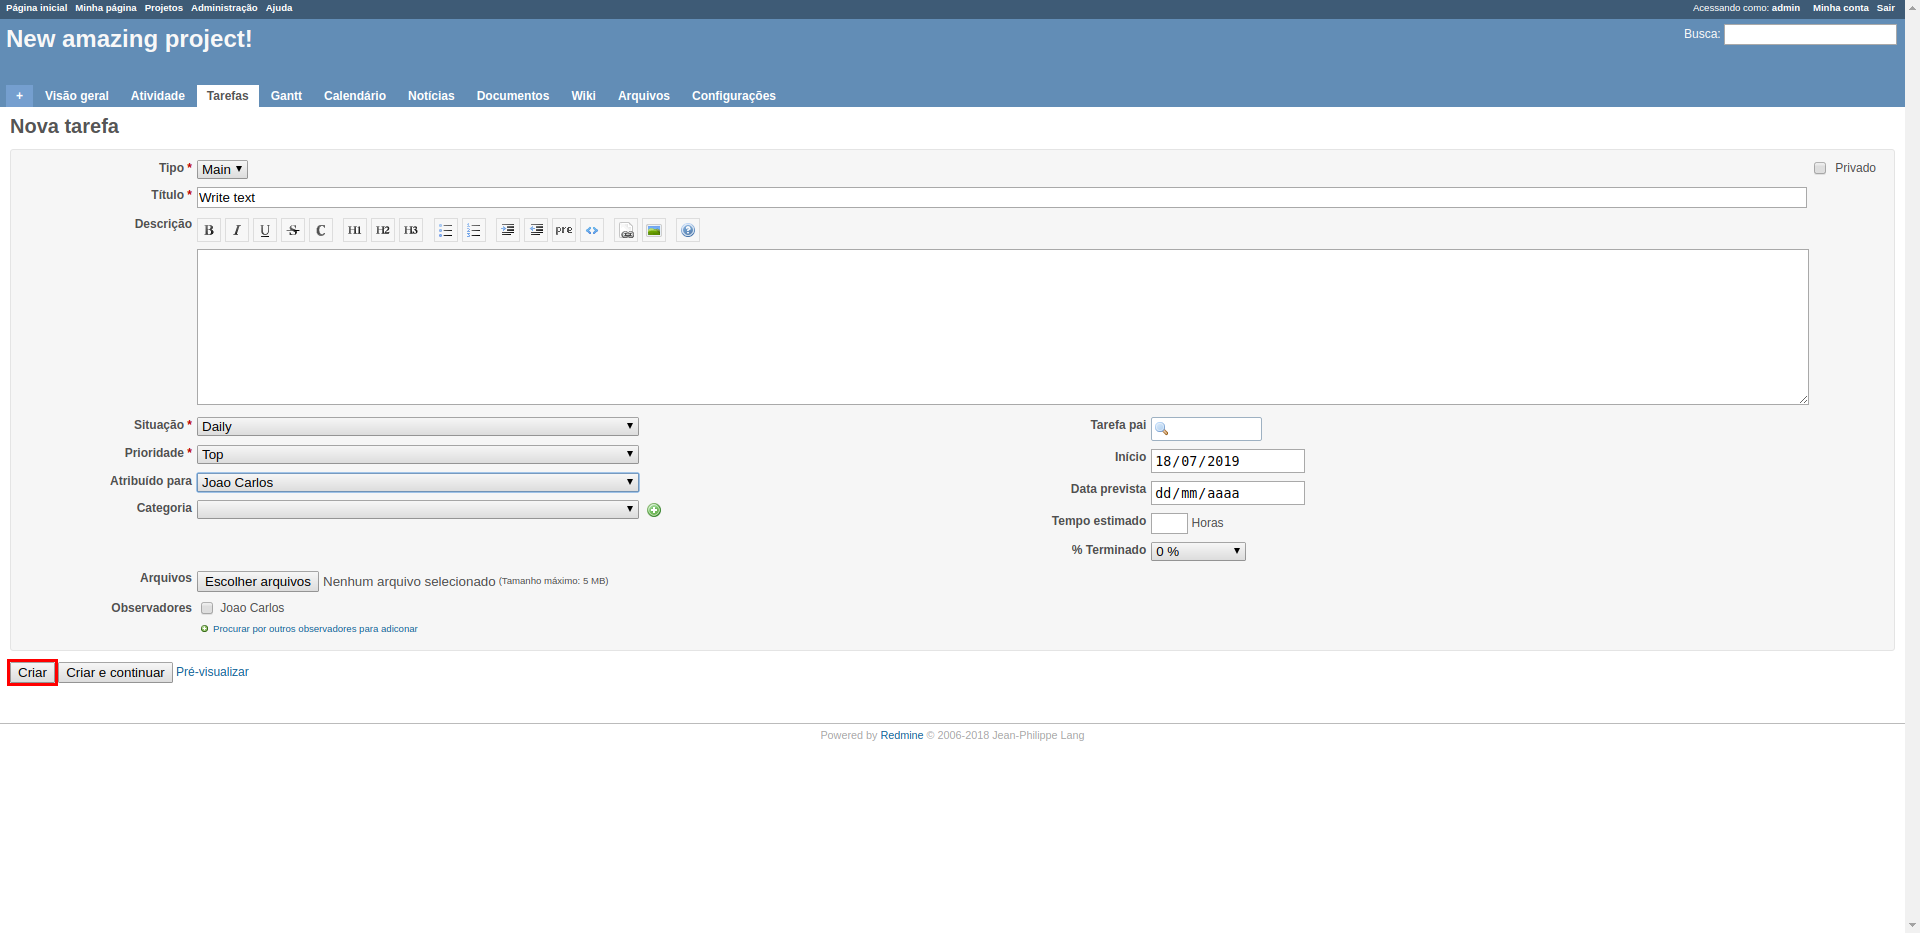 Página inicial Minha página Projetos Administração Ajuda Acessando como: admin Minha conta Sair
New amazing project! Busca:
+ Visão geral Atividade Tarefas Gantt Calendário Notícias Documentos Wiki Arquivos Configurações
Nova tarefa
Tipo * Main Privado
Título * Write text
Descrição B I U S C H1 H2 H3 pre
Situação * Daily
Prioridade * Top
Atribuído para Joao Carlos
Categoria
Tarefa pai
Início 18/07/2019
Data prevista dd/mm/aaaa
Tempo estimado Horas
% Terminado 0 %
Arquivos Escolher arquivos Nenhum arquivo selecionado (Tamanho máximo: 5 MB)
Observadores Joao Carlos
Procurar por outros observadores para adicionar
Criar Criar e continuar Pré-visualizar
Powered by Redmine © 2006-2018 Jean-Philippe Lang